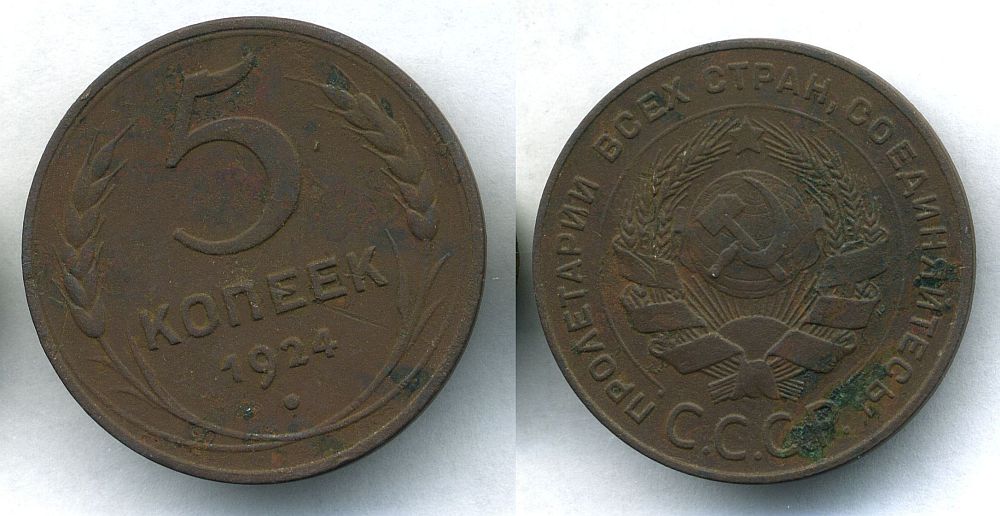 5
КОПЕЕК
1924
ПРОЛЕТАРИИ ВСЕХ СТРАН, СОЕДИНЯЙТЕСЬ!
С.С.С.Р.